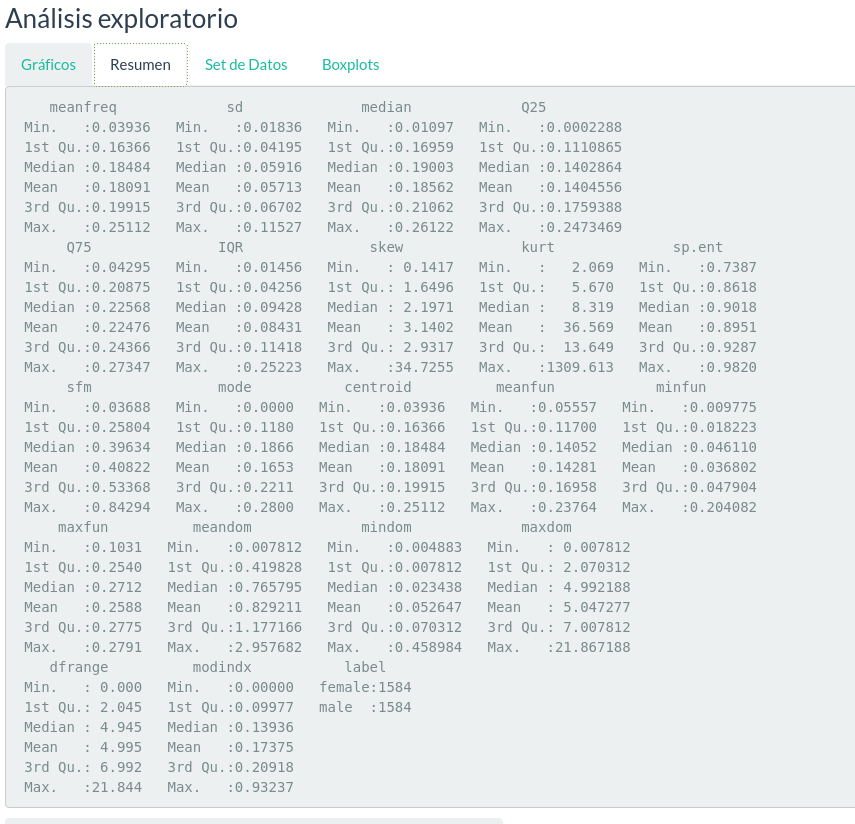 Análisis exploratorio
Gráficos Resumen Set de Datos Boxplots
meanfreq sd median Q25
Min. :0.03936 Min. :0.01836 Min. :0.01097 Min. :0.0002288
1st Qu.:0.16366 1st Qu.:0.04195 1st Qu.:0.16959 1st Qu.:0.1110865
Median :0.18484 Median :0.05916 Median :0.19003 Median :0.1402864
Mean :0.18091 Mean :0.05713 Mean :0.18562 Mean :0.1404556
3rd Qu.:0.19915 3rd Qu.:0.06702 3rd Qu.:0.21062 3rd Qu.:0.1759388
Max. :0.25112 Max. :0.11527 Max. :0.26122 Max. :0.2473469
Q75 IQR skew kurt sp.ent
Min. :0.04295 Min. :0.01456 Min. : 0.1417 Min. : 2.069 Min. :0.7387
1st Qu.:0.20875 1st Qu.:0.04256 1st Qu.: 1.6496 1st Qu.: 5.670 1st Qu.:0.8618
Median :0.22568 Median :0.09428 Median : 2.1971 Median : 8.319 Median :0.9018
Mean :0.22476 Mean :0.08431 Mean : 3.1402 Mean : 36.569 Mean :0.8951
3rd Qu.:0.24366 3rd Qu.:0.11418 3rd Qu.: 2.9317 3rd Qu.: 13.649 3rd Qu.:0.9287
Max. :0.27347 Max. :0.25223 Max. :34.7255 Max. :1309.613 Max. :0.9820
sfm mode centroid meanfun minfun
Min. :0.03688 Min. :0.0000 Min. :0.03936 Min. :0.05557 Min. :0.009775
1st Qu.:0.25804 1st Qu.:0.1180 1st Qu.:0.16366 1st Qu.:0.11700 1st Qu.:0.018223
Median :0.39634 Median :0.1866 Median :0.18484 Median :0.14052 Median :0.046110
Mean :0.40822 Mean :0.1653 Mean :0.18091 Mean :0.14281 Mean :0.036802
3rd Qu.:0.53368 3rd Qu.:0.2211 3rd Qu.:0.19915 3rd Qu.:0.16958 3rd Qu.:0.047904
Max. :0.84294 Max. :0.2800 Max. :0.25112 Max. :0.23764 Max. :0.204082
maxfun meandom mindom maxdom
Min. :0.1031 Min. :0.007812 Min. :0.004883 Min. : 0.007812
1st Qu.:0.2540 1st Qu.:0.419828 1st Qu.:0.007812 1st Qu.: 2.070312
Median :0.2712 Median :0.765795 Median :0.023438 Median : 4.992188
Mean :0.2588 Mean :0.829211 Mean :0.052647 Mean : 5.047277
3rd Qu.:0.2775 3rd Qu.:1.177166 3rd Qu.:0.070312 3rd Qu.: 7.007812
Max. :0.2791 Max. :2.957682 Max. :0.458984 Max. :21.867188
dfrange modindx label
Min. : 0.000 Min. :0.00000 female:1584
1st Qu.: 2.045 1st Qu.:0.09977 male :1584
Median : 4.945 Median :0.13936
Mean : 4.995 Mean :0.17375
3rd Qu.: 6.992 3rd Qu.:0.20918
Max. :21.844 Max. :0.93237